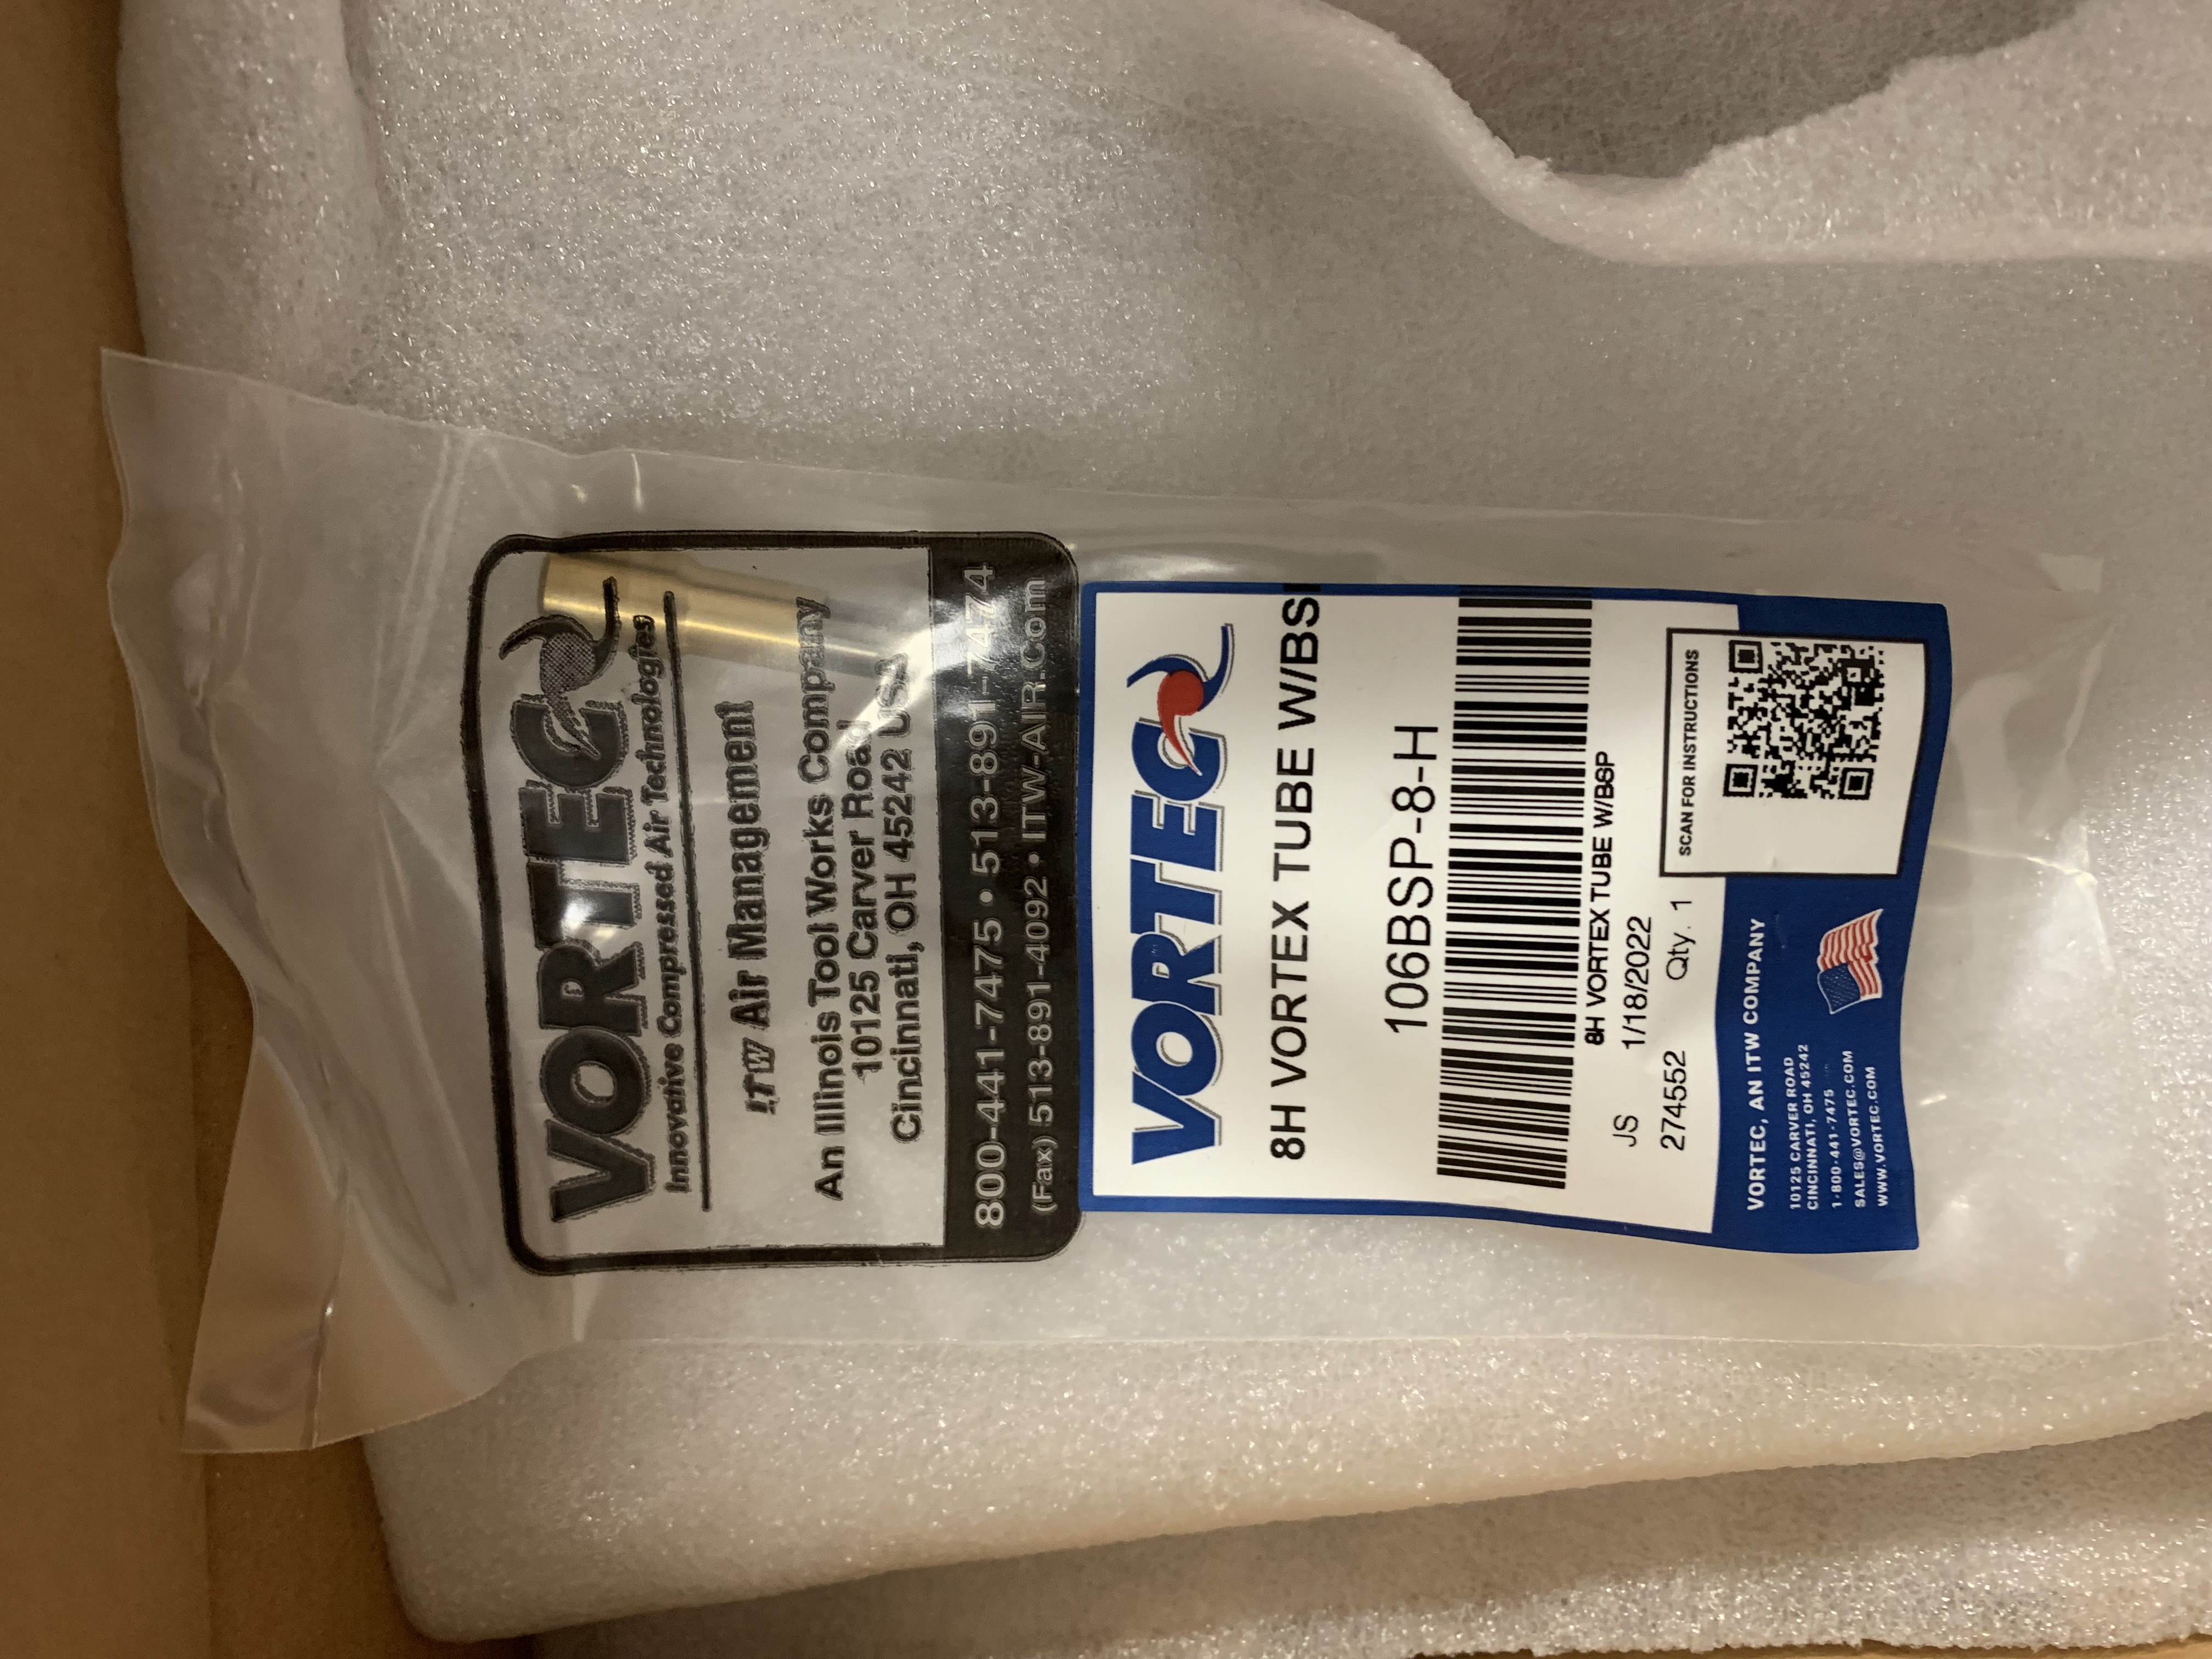 VORTEC
Innovative Compressed Air Technologies
ITW Air Management
An Illinois Tool Works Company
10125 Carver Road
Cincinnati, OH 45242 USA
800-441-7475 • 513-891-7474
(Fax) 513-891-4092 • ITW-AIR.Com
VORTEC
8H VORTEX TUBE W/BS
106BSP-8-H
8H VORTEX TUBE W/BSP
JS 1/18/2022
274552 Qty. 1
SCAN FOR INSTRUCTIONS
VORTEC, AN ITW COMPANY
10125 CARVER ROAD
CINCINNATI, OH 45242
1-800-441-7475
SALES@VORTEC.COM
WWW.VORTEC.COM